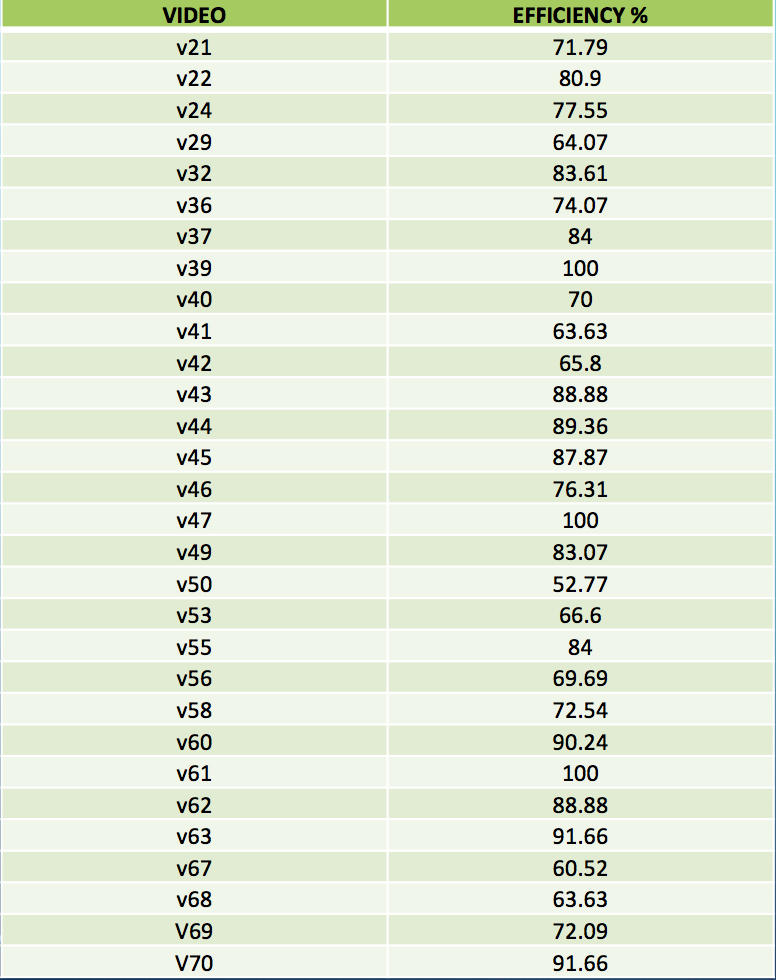 VIDEO EFFICIENCY %
v21 71.79
v22 80.9
v24 77.55
v29 64.07
v32 83.61
v36 74.07
v37 84
v39 100
v40 70
v41 63.63
v42 65.8
v43 88.88
v44 89.36
v45 87.87
v46 76.31
v47 100
v49 83.07
v50 52.77
v53 66.6
v55 84
v56 69.69
v58 72.54
v60 90.24
v61 100
v62 88.88
v63 91.66
v67 60.52
v68 63.63
V69 72.09
V70 91.66